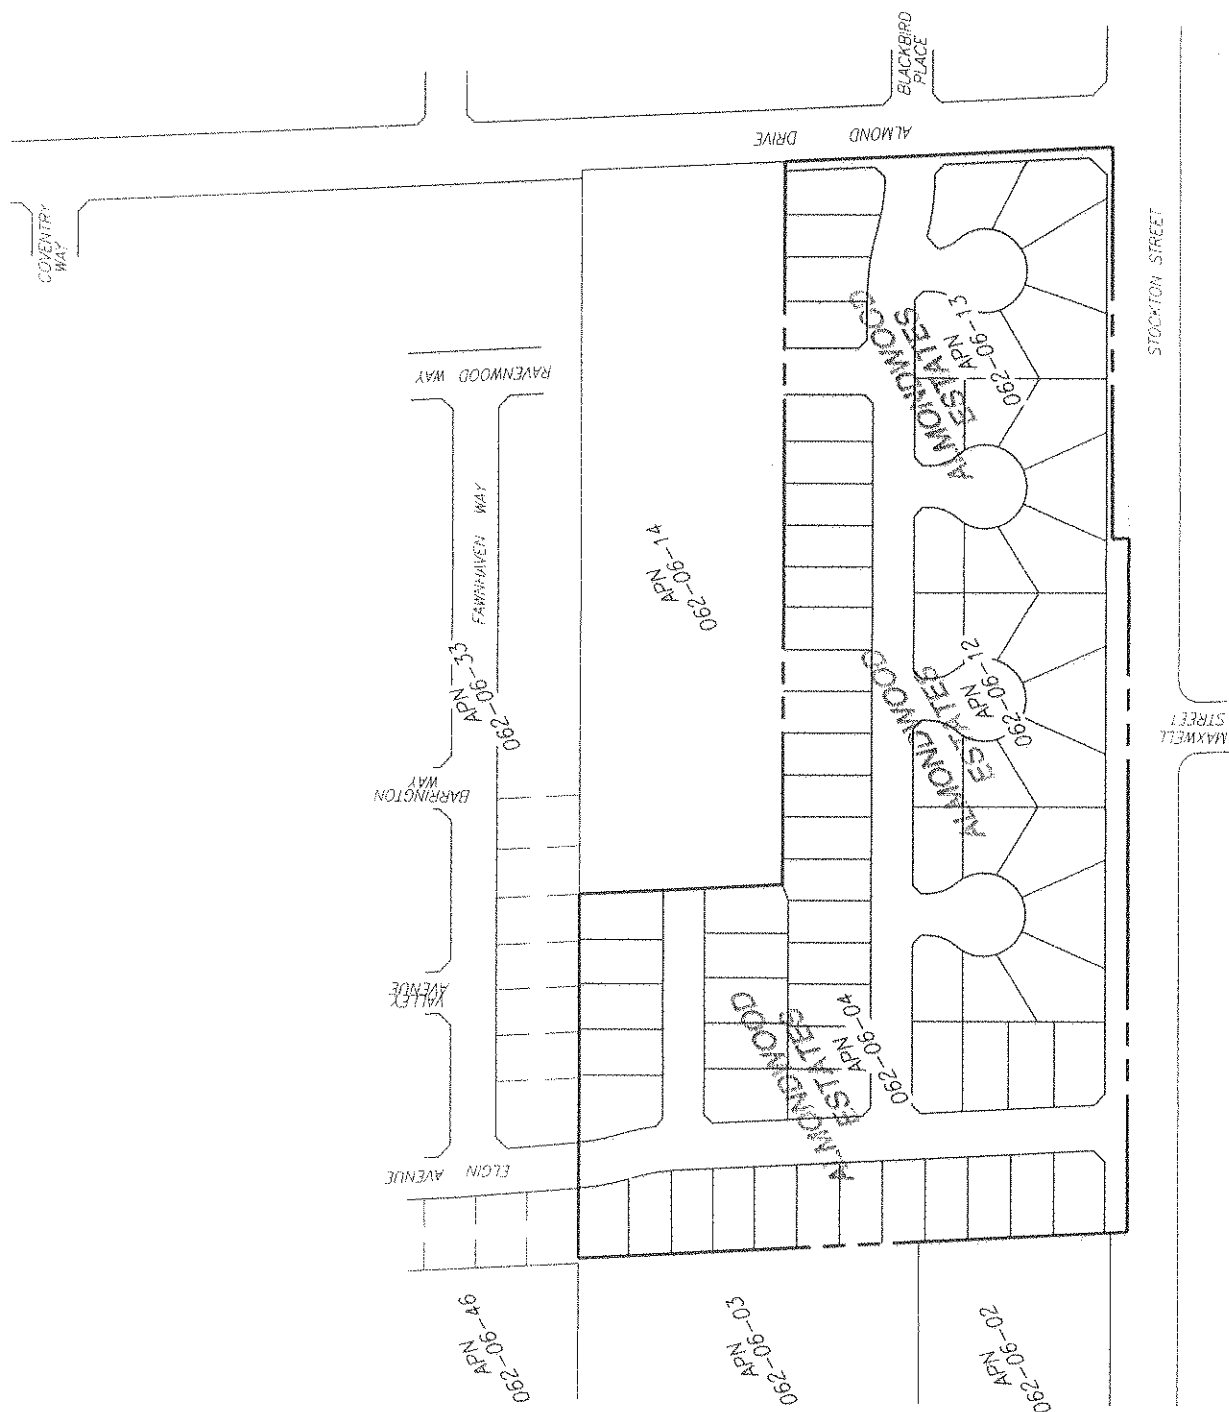 BLACKBIRD
PLACE
ALMOND DRIVE
COVENTRY
WAY
STOCKTON STREET
RAVENWOOD WAY
ALMONDWOOD
ESTATES
APN
062-06-13
FAWNHAVEN WAY
APN
062-06-14
APN
062-06-33
ALMONDWOOD
ESTATES
APN
062-06-12
MAXWELL
STREET
BARRINGTON
WAY
VALLEY
AVENUE
ALMONDWOOD
ESTATES
APN
062-06-04
ELGIN AVENUE
APN
062-06-46
APN
062-06-03
APN
062-06-02